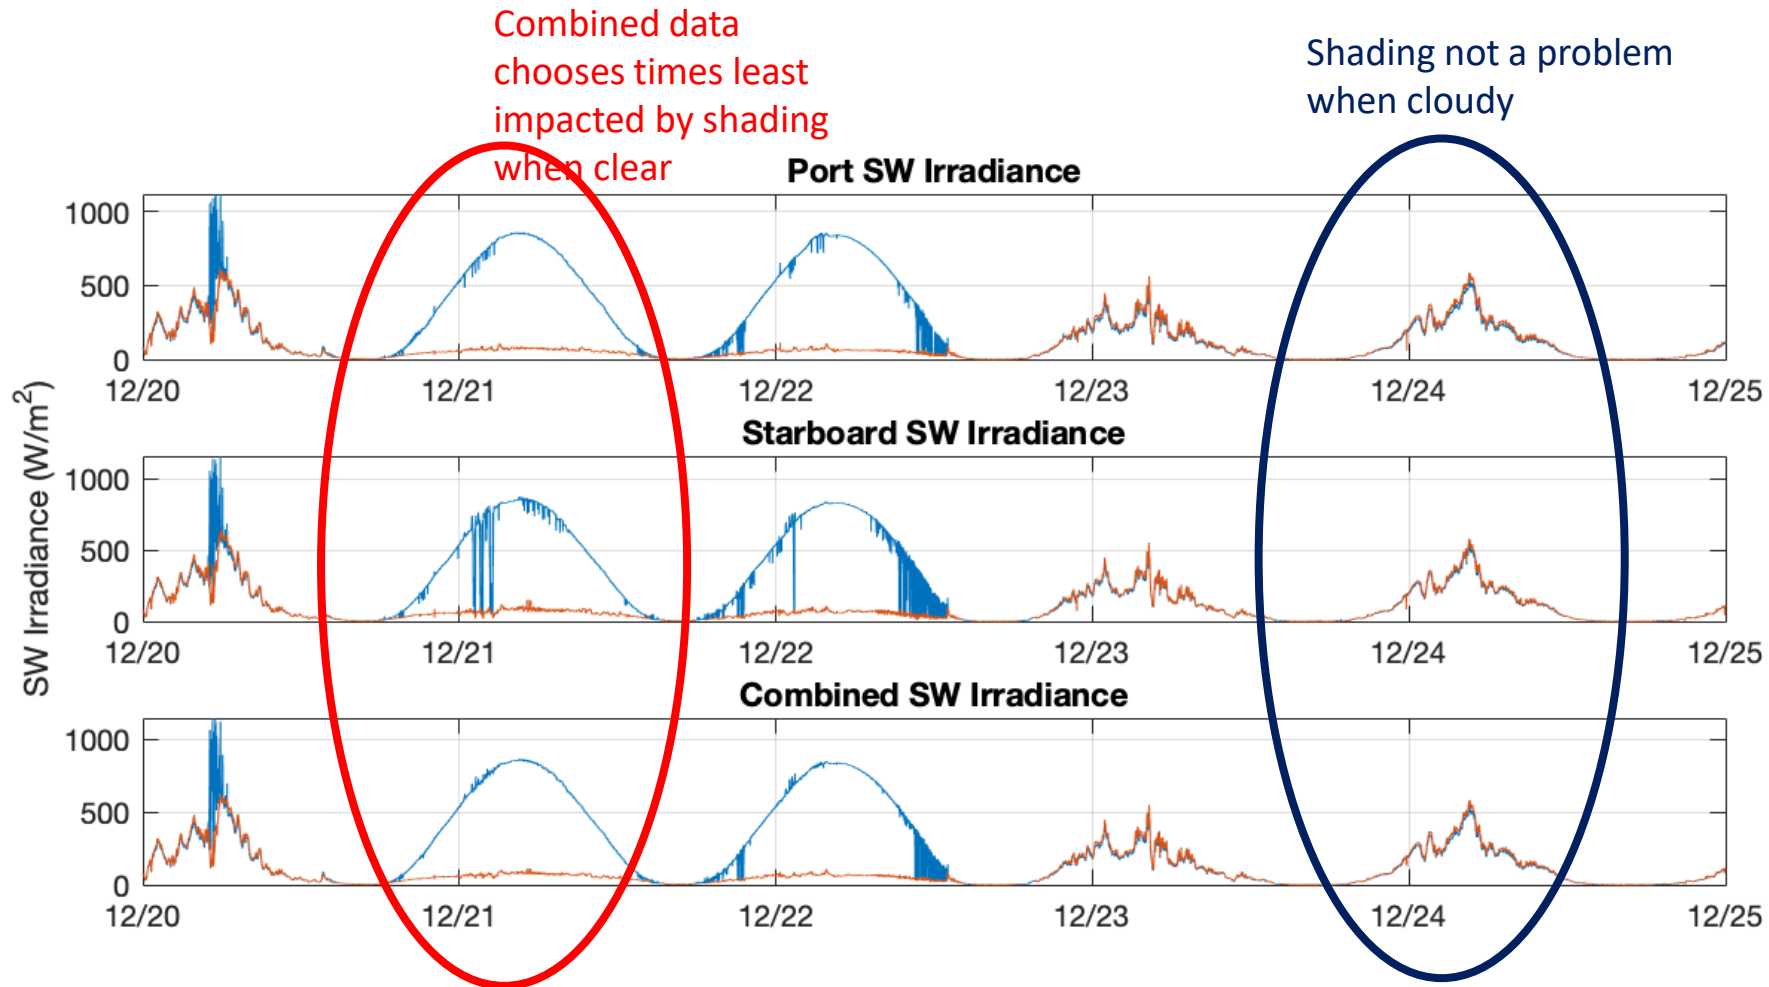 Combined data
chooses times least
impacted by shading
when clear
Shading not a problem
when cloudy
Port SW Irradiance
1000
500
0
12/20 12/21 12/22 12/23 12/24 12/25
Starboard SW Irradiance
SW Irradiance (W/m²)
1000
500
0
12/20 12/21 12/22 12/23 12/24 12/25
Combined SW Irradiance
1000
500
0
12/20 12/21 12/22 12/23 12/24 12/25